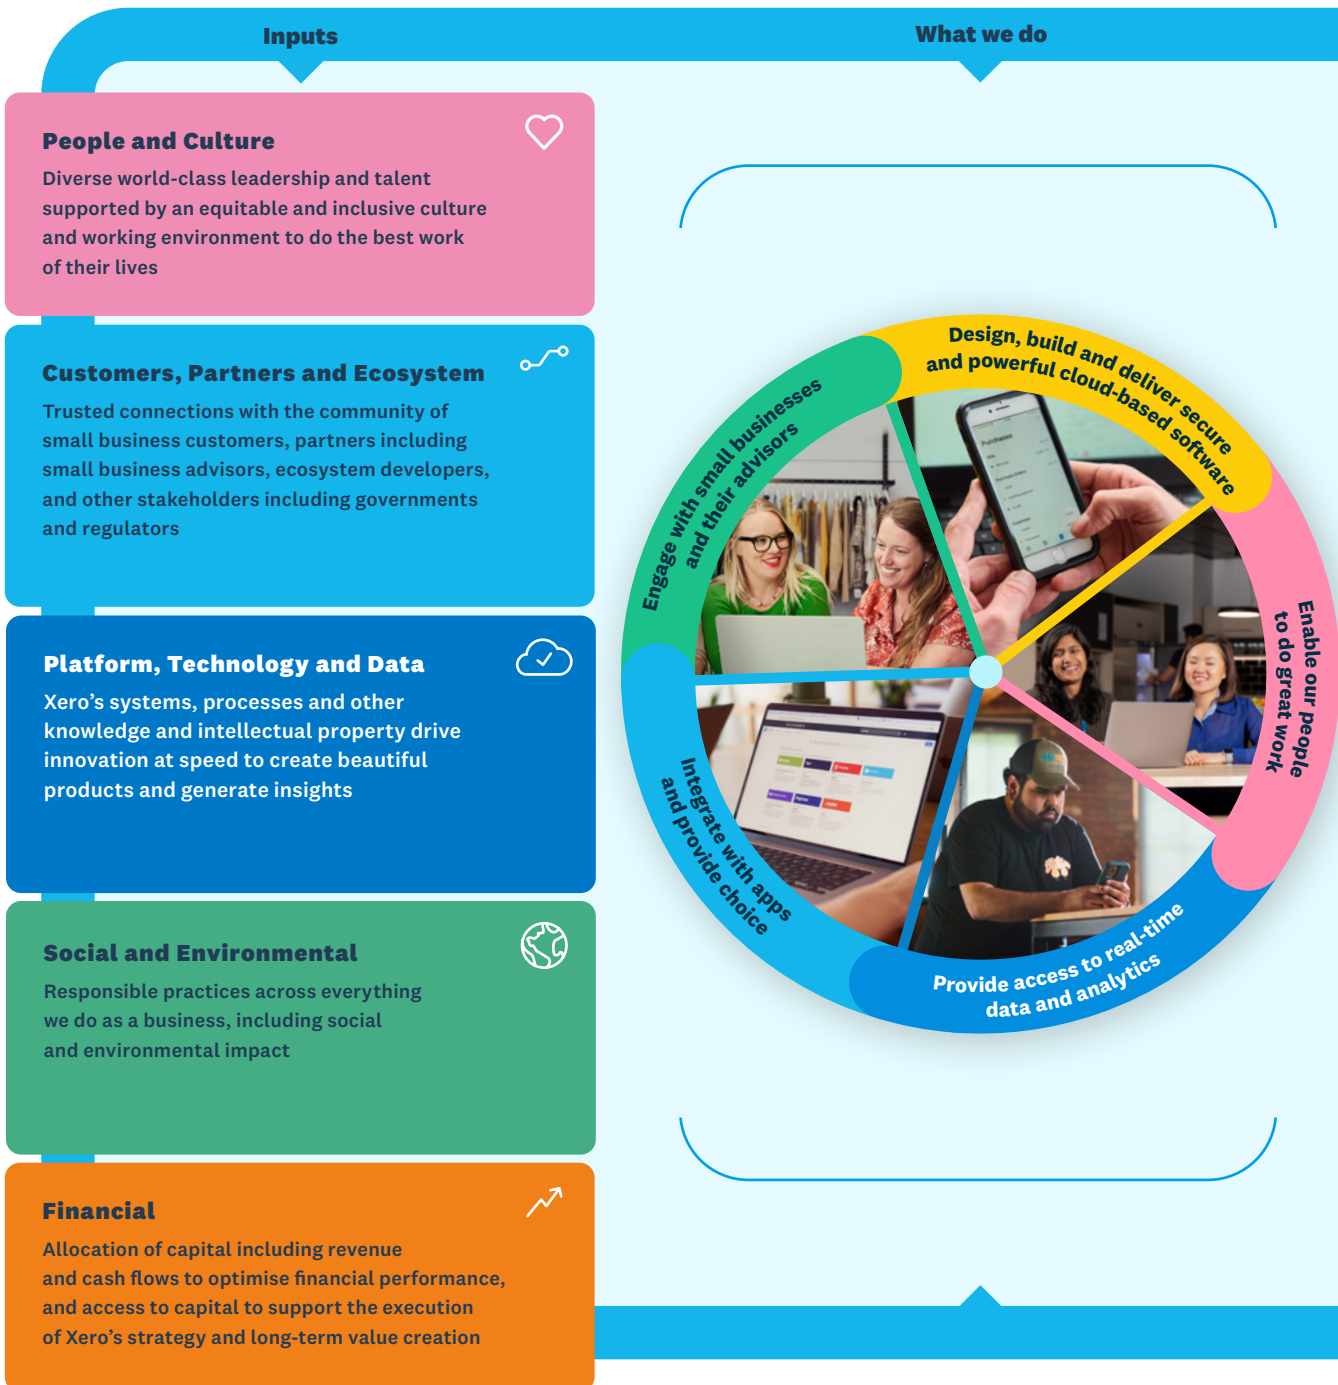 Inputs
What we do
People and Culture
Diverse world-class leadership and talent
supported by an equitable and inclusive culture
and working environment to do the best work
of their lives
Customers, Partners and Ecosystem
Trusted connections with the community of
small business customers, partners including
small business advisors, ecosystem developers,
and other stakeholders including governments
and regulators
Platform, Technology and Data
Xero’s systems, processes and other
knowledge and intellectual property drive
innovation at speed to create beautiful
products and generate insights
Social and Environmental
Responsible practices across everything
we do as a business, including social
and environmental impact
Financial
Allocation of capital including revenue
and cash flows to optimise financial performance,
and access to capital to support the execution
of Xero’s strategy and long-term value creation
Design, build and deliver secure
and powerful cloud-based software
Enable our people
to do great work
Provide access to real-time
data and analytics
Integrate with apps
and provide choice
Engage with small businesses
and their advisors
Purchases